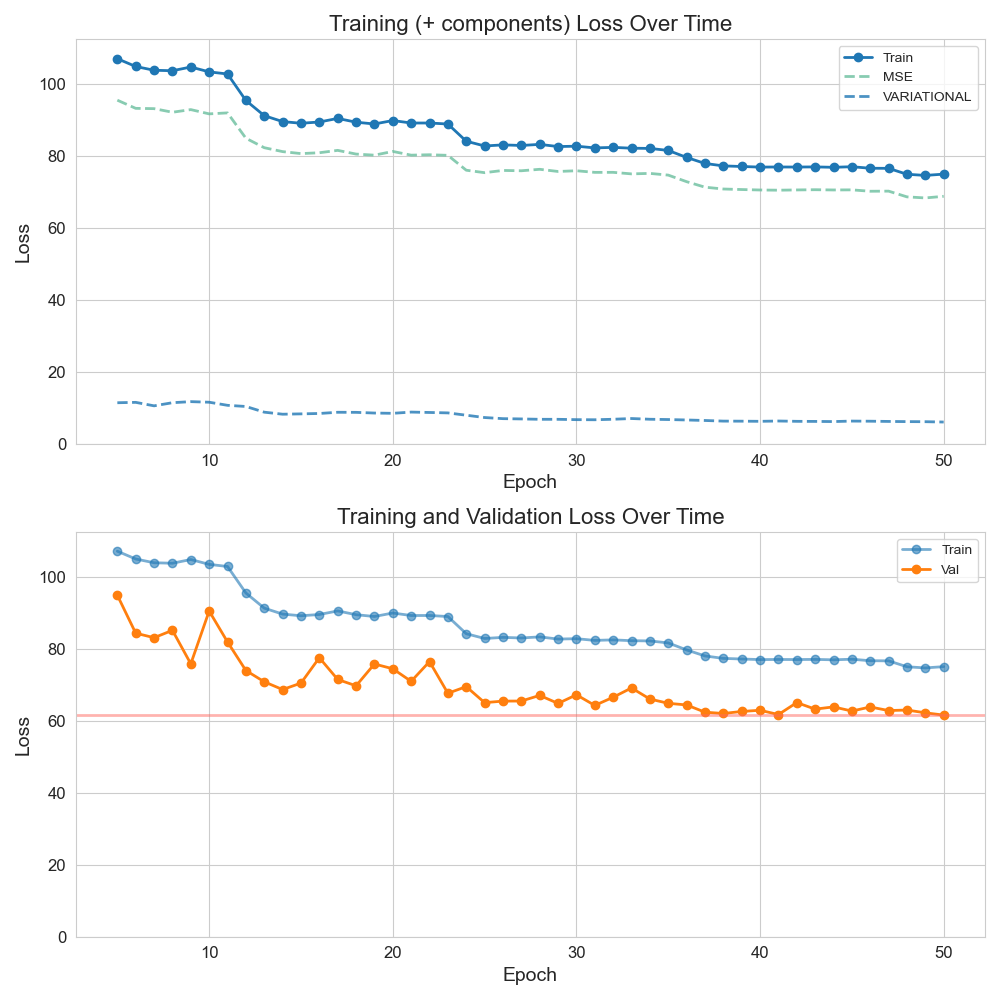 Training (+ components) Loss Over Time
Train
MSE
VARIATIONAL
100
80
60
40
20
0
Loss
10
20
30
40
50
Epoch
Training and Validation Loss Over Time
Train
Val
100
80
60
40
20
0
Loss
10
20
30
40
50
Epoch